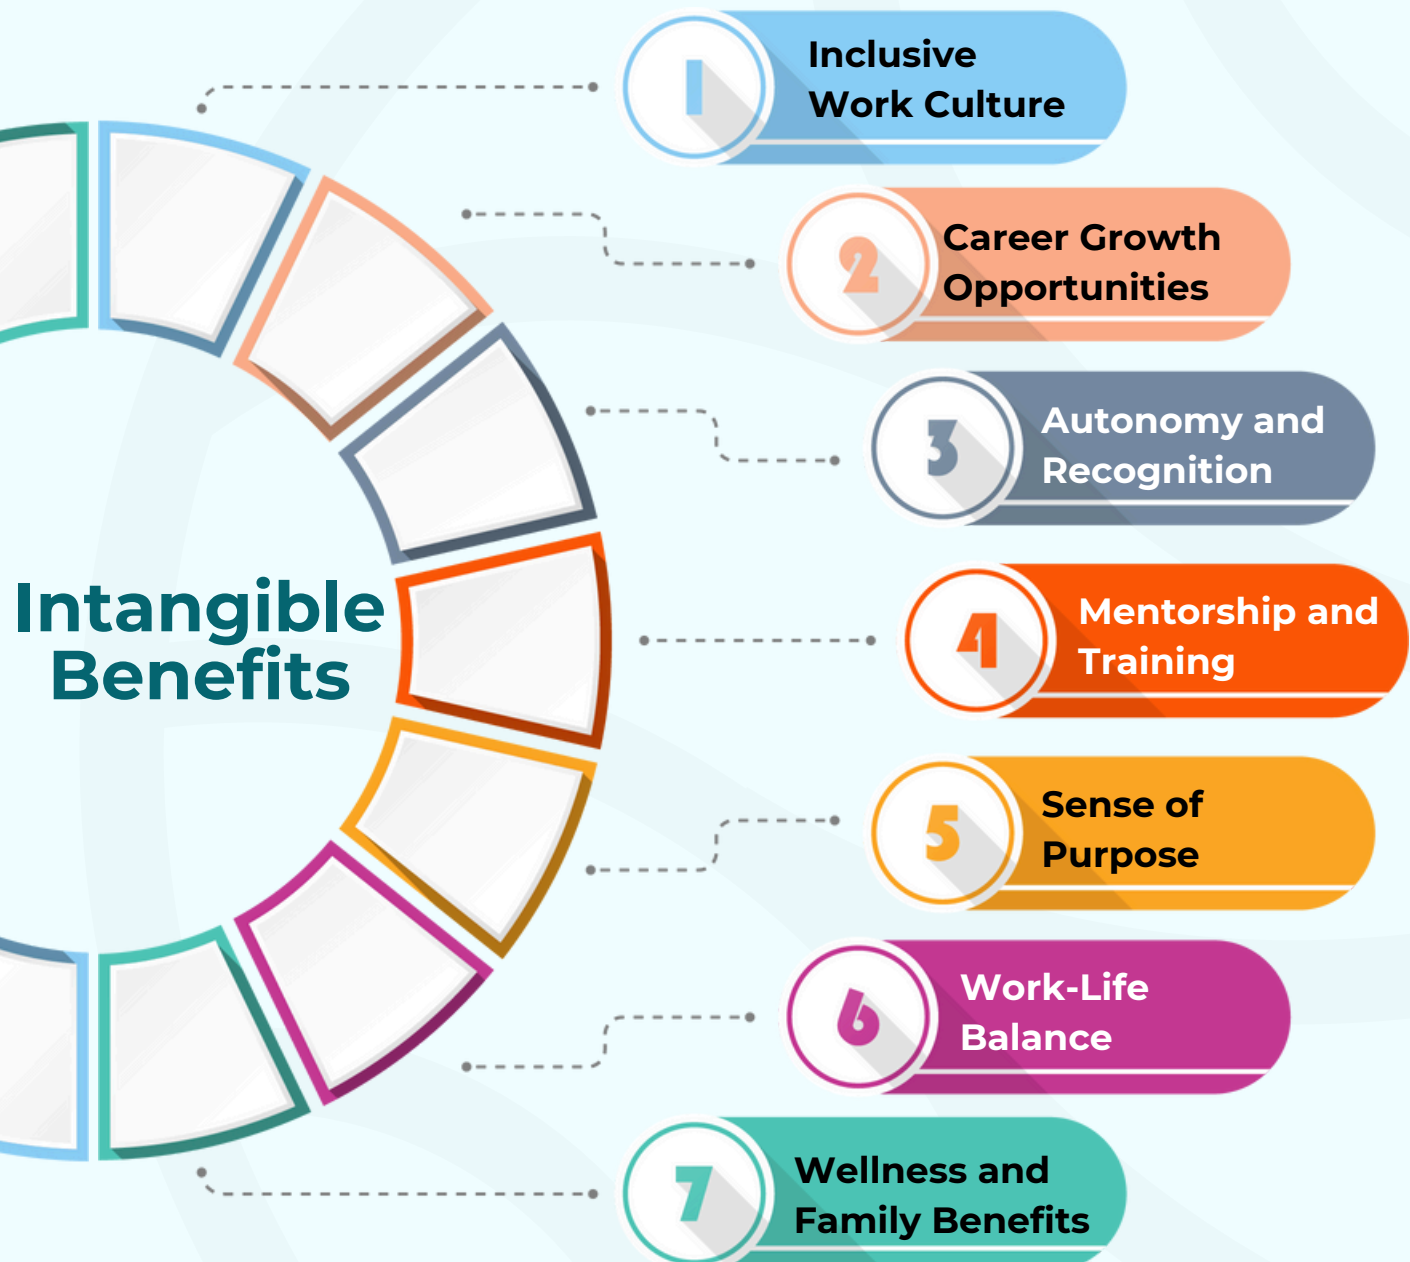 Intangible
Benefits
1
Inclusive
Work Culture
2
Career Growth
Opportunities
3
Autonomy and
Recognition
4
Mentorship and
Training
5
Sense of
Purpose
6
Work-Life
Balance
7
Wellness and
Family Benefits